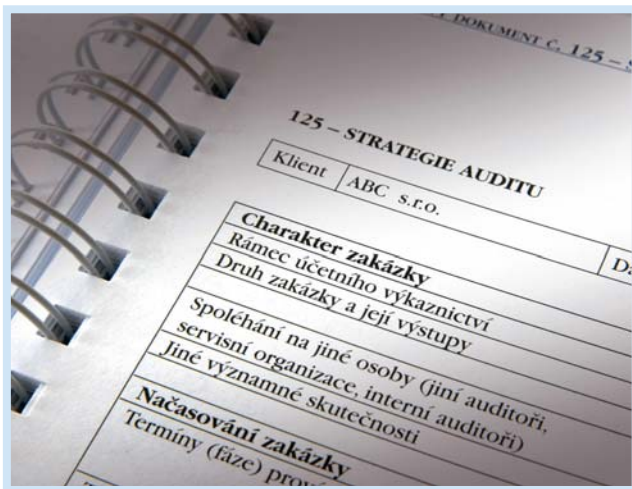 DOKUMENT Č. 125 –
125 – STRATEGIE AUDITU
Klient ABC s.r.o.
Charakter zakázky
Rámec účetního výkaznictví
Druh zakázky a její výstupy
Spoléhání na jiné osoby (jiní auditoři,
servisní organizace, interní auditoři)
Jiné významné skutečnosti
Načasování zakázky
Termíny (fáze)